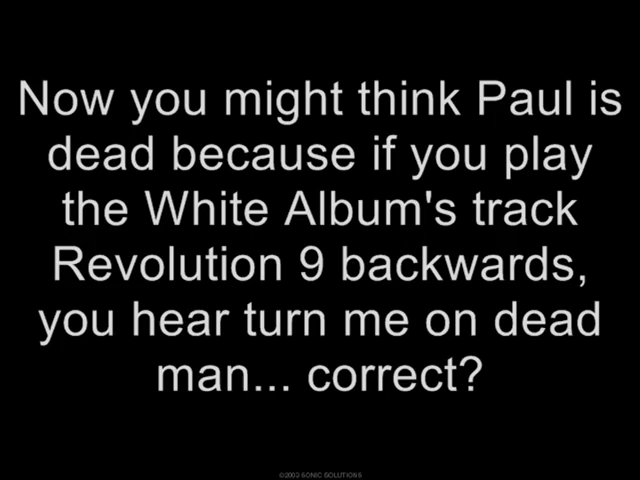 Now you might think Paul is
dead because if you play
the White Album's track
Revolution 9 backwards,
you hear turn me on dead
man... correct?
©2003 SONIC SOLUTIONS